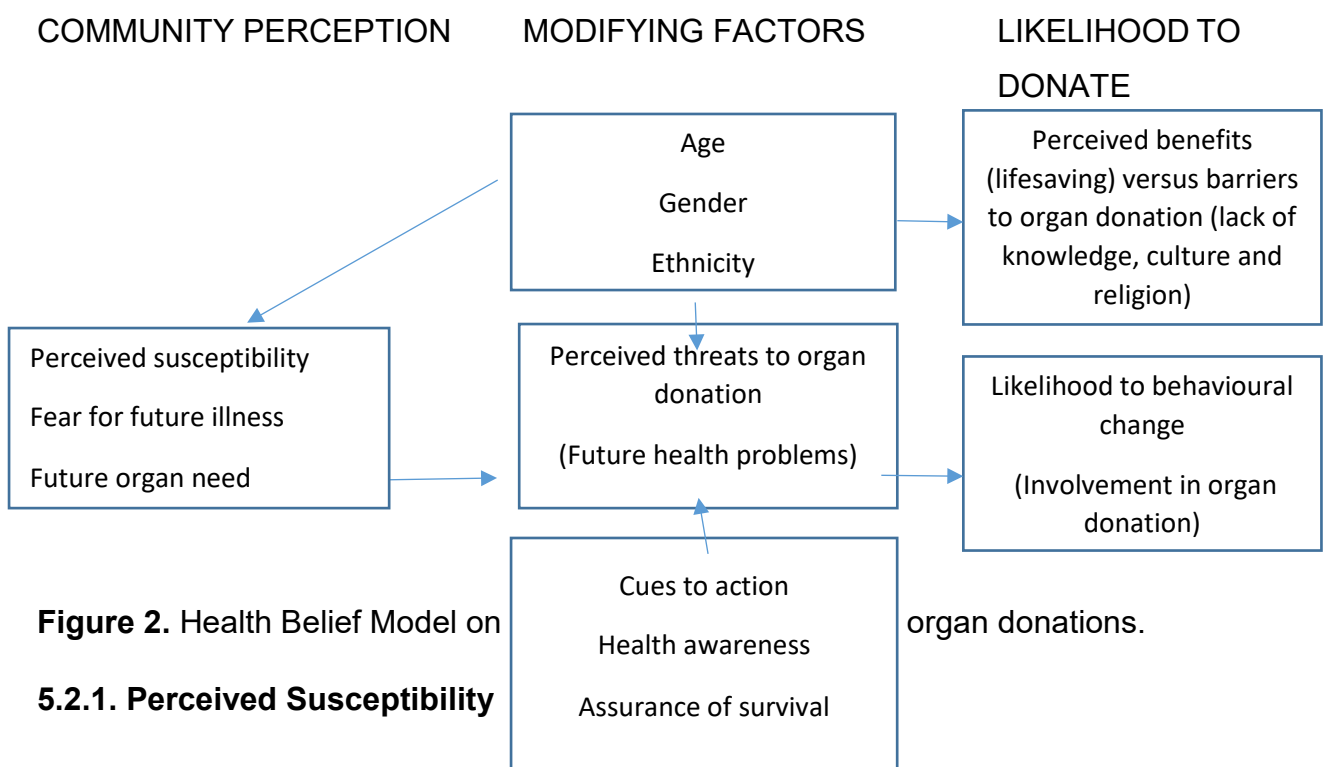 COMMUNITY PERCEPTION
MODIFYING FACTORS
LIKELIHOOD TO
DONATE
Age
Gender
Ethnicity
Perceived benefits
(lifesaving) versus barriers
to organ donation (lack of
knowledge, culture and
religion)
Perceived susceptibility
Fear for future illness
Future organ need
Perceived threats to organ
donation
(Future health problems)
Likelihood to behavioural
change
(Involvement in organ
donation)
Cues to action
Health awareness
Assurance of survival
Figure 2. Health Belief Model on organ donations.
5.2.1. Perceived Susceptibility